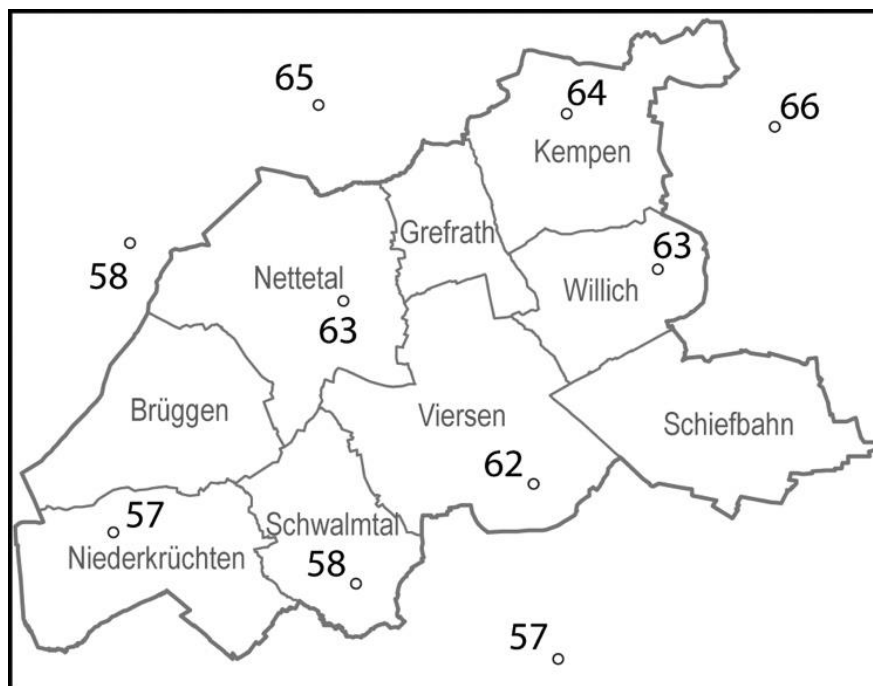 65
64
66
Kempen
Grefrath
58
63
Nettetal
Willich
63
Brüggen
Viersen
Schiefbahn
62
57
Schwalmtal
Niederkrüchten
58
57